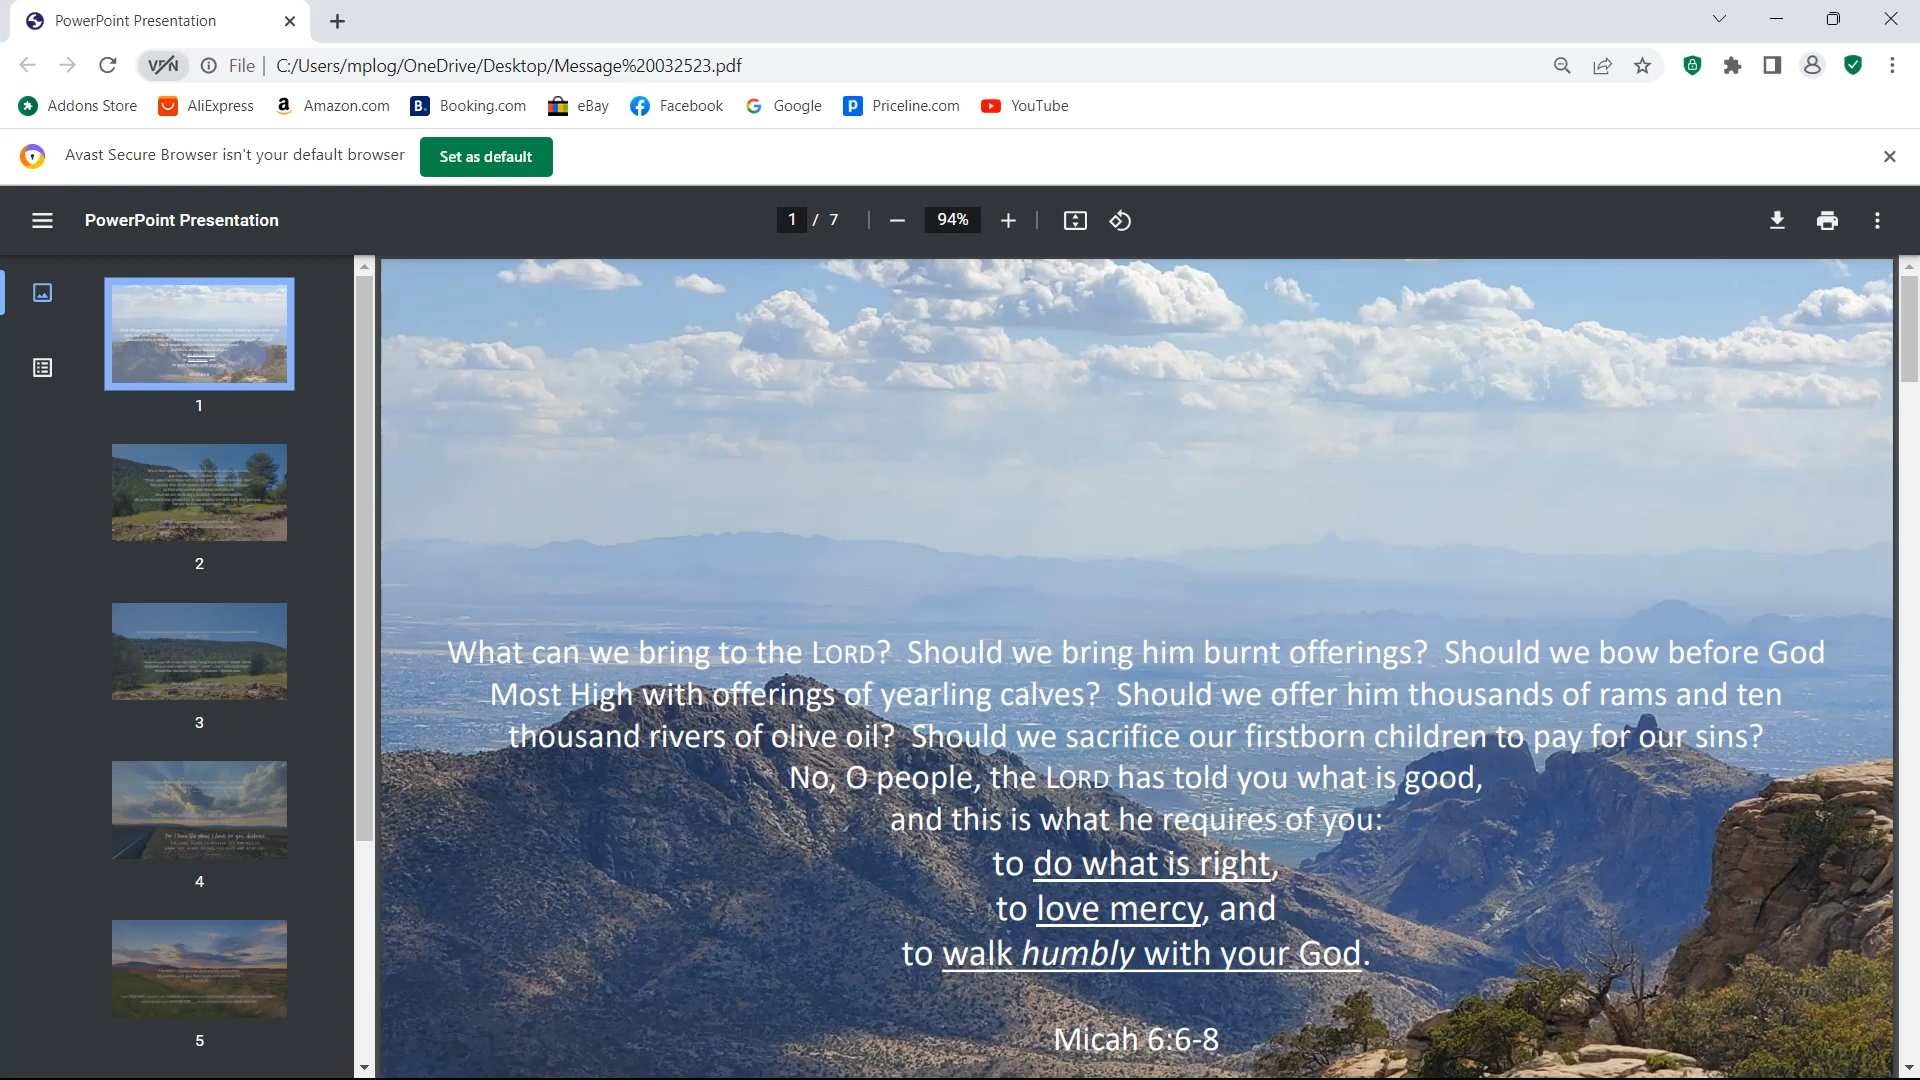 PowerPoint Presentation
VPN
File
C:/Users/mplog/OneDrive/Desktop/Message%20032523.pdf
Addons Store
AliExpress
Amazon.com
Booking.com
eBay
Facebook
Google
Priceline.com
YouTube
Avast Secure Browser isn't your default browser
Set as default
PowerPoint Presentation
1 / 7
94%
1
2
3
4
5
What can we bring to the LORD? Should we bring him burnt offerings? Should we bow before God
Most High with offerings of yearling calves? Should we offer him thousands of rams and ten
thousand rivers of olive oil? Should we sacrifice our firstborn children to pay for our sins?
No, O people, the LORD has told you what is good,
and this is what he requires of you:
to do what is right,
to love mercy, and
to walk humbly with your God.
Micah 6:6-8